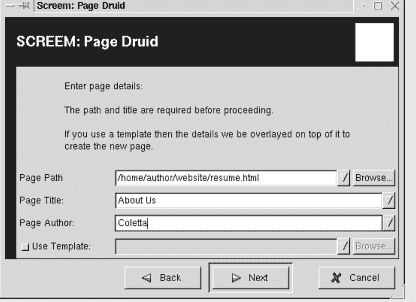 Screem: Page Druid
SCREEM: Page Druid
Enter page details:
The path and title are required before proceeding.
If you use a template then the details we be overlayed on top of it to
create the new page.
Page Path /home/author/website/resume.html Browse...
Page Title: About Us
Page Author: Coletta
Use Template: Browse...
Back Next Cancel